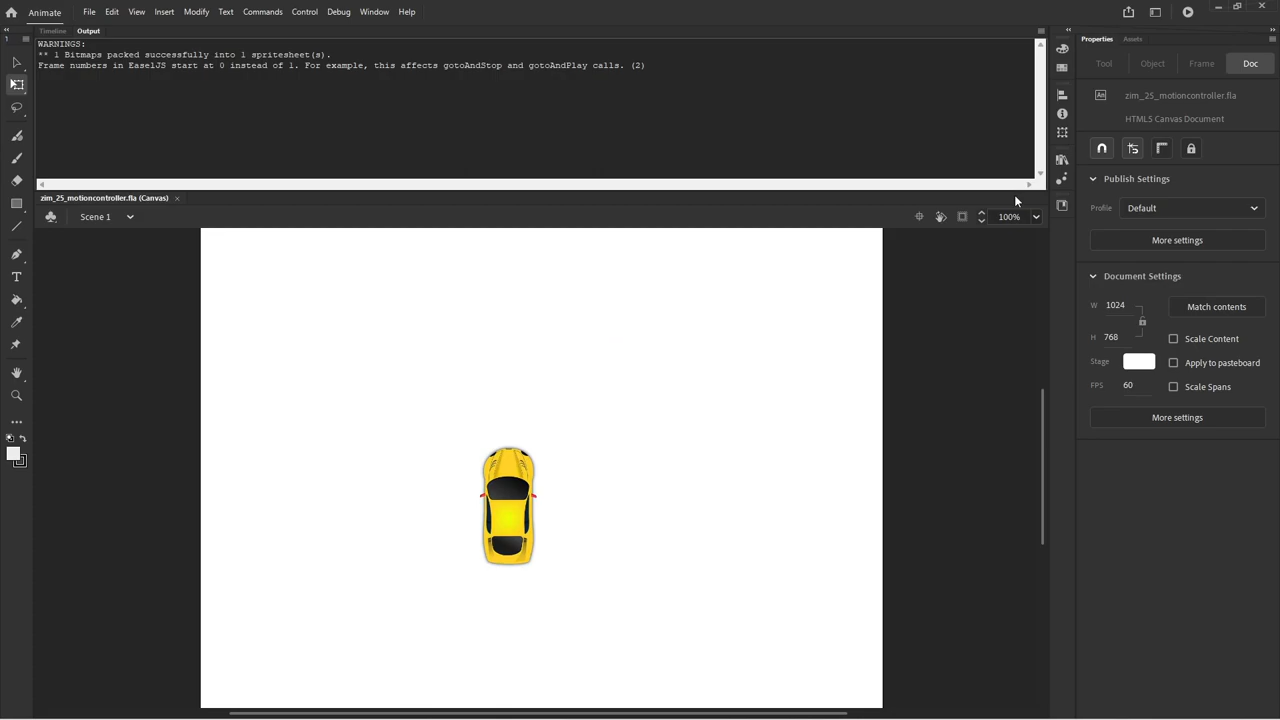 Animate File Edit View Insert Modify Text Commands Control Debug Window Help
Timeline Output
WARNINGS:
** 1 Bitmaps packed successfully into 1 spritesheet(s).
Frame numbers in EaselJS start at 0 instead of 1. For example, this affects gotoAndStop and gotoAndPlay calls. (2)
zim_25_motioncontroller.fla (Canvas)
Scene 1
100%
Properties Assets
Tool Object Frame Doc
An zim_25_motioncontroller.fla
HTML5 Canvas Document
Publish Settings
Profile Default
More settings
Document Settings
W 1024 Match contents
H 768 Scale Content
Stage Apply to pasteboard
FPS 60 Scale Spans
More settings
1